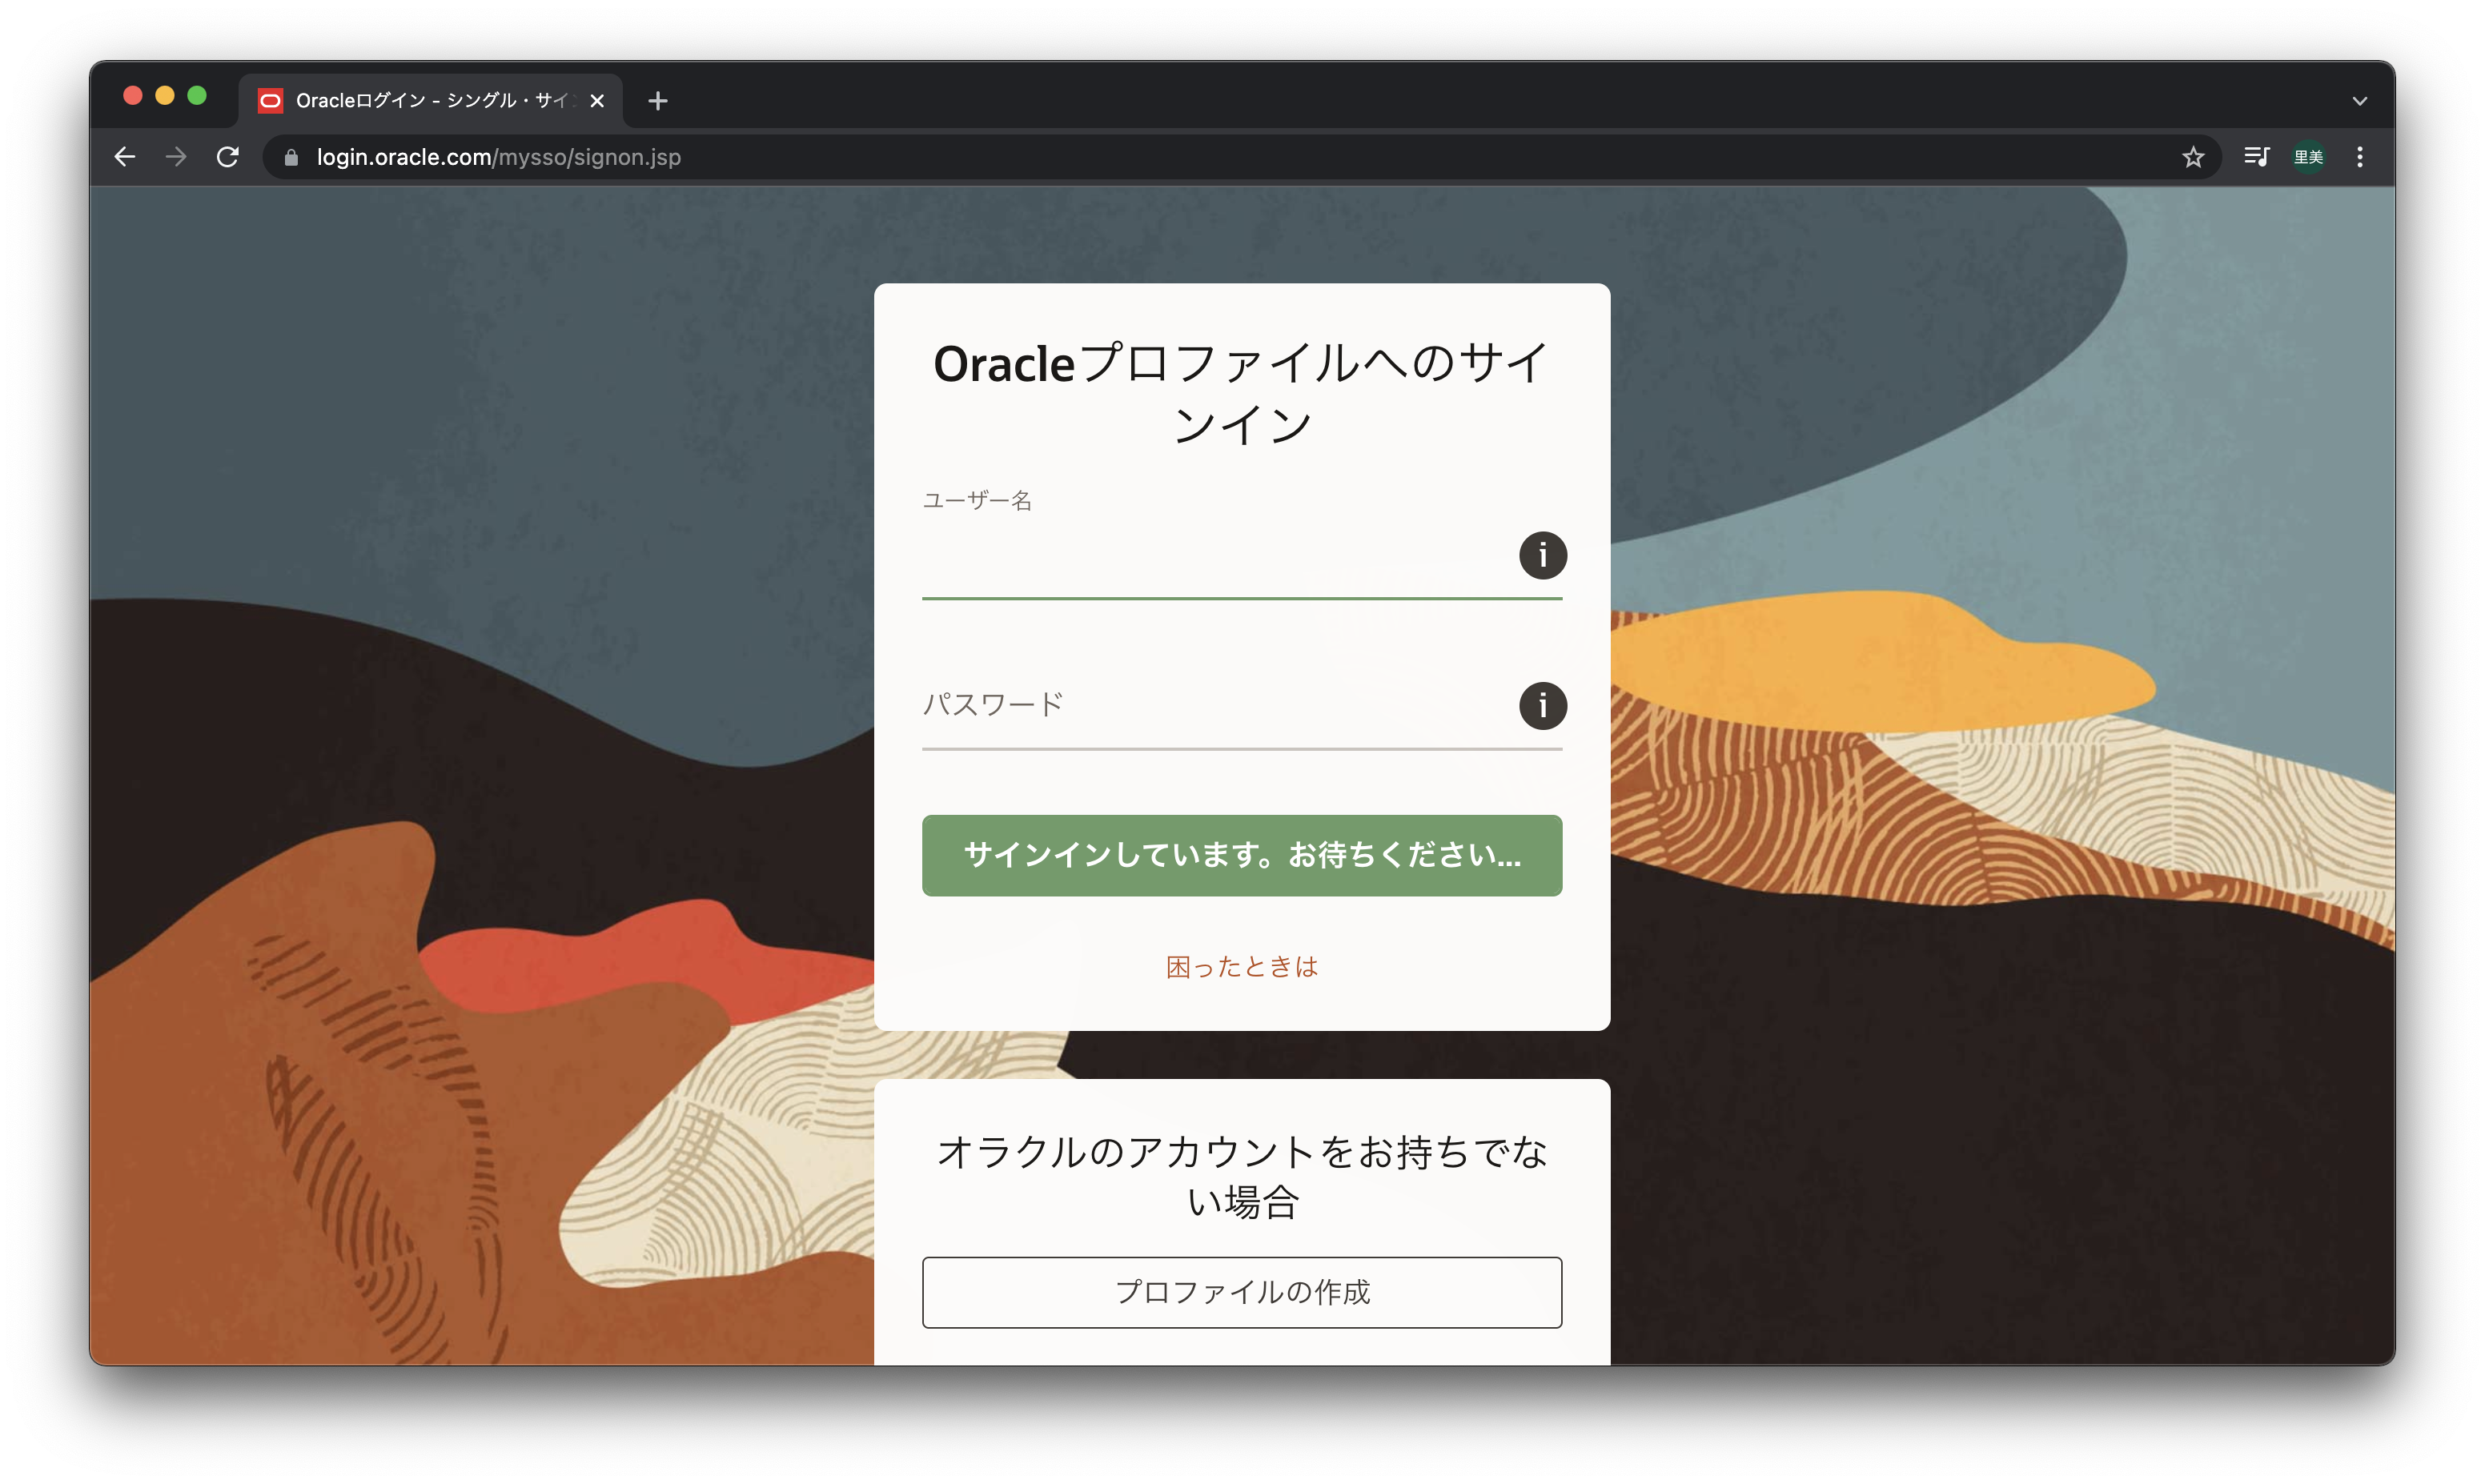 Oracleログイン - シングル・サイ
login.oracle.com/mysso/signon.jsp
里美
Oracleプロファイルへのサイ
ンイン
ユーザー名
i
パスワード
i
サインインしています。お待ちください...
困ったときは
オラクルのアカウントをお持ちでな
い場合
プロファイルの作成